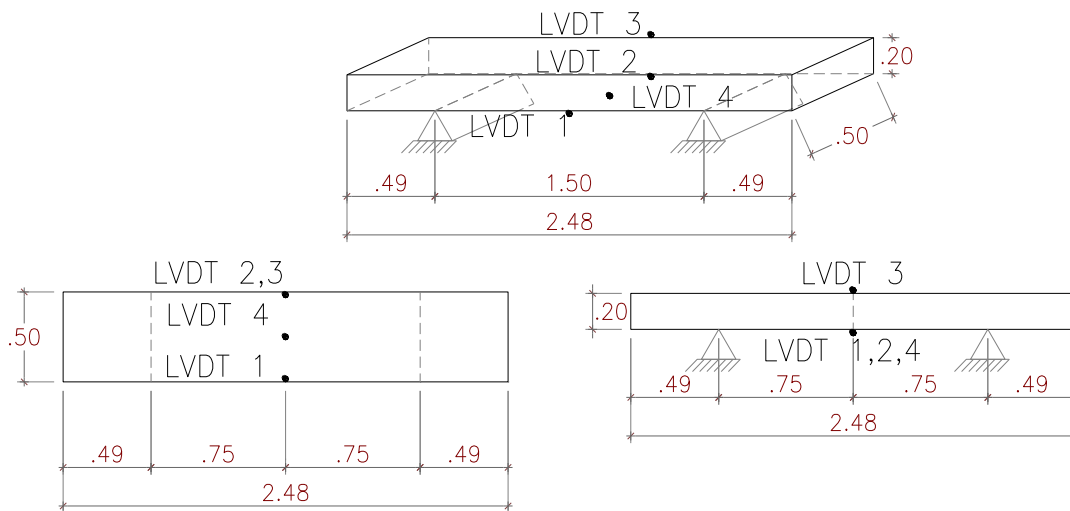 LVDT 3
.20
LVDT 2
LVDT 4
LVDT 1
.50
.49 1.50 .49
2.48
LVDT 2,3
LVDT 4
.50
LVDT 1
.49 .75 .75 .49
2.48
LVDT 3
.20
LVDT 1,2,4
.49 .75 .75 .49
2.48